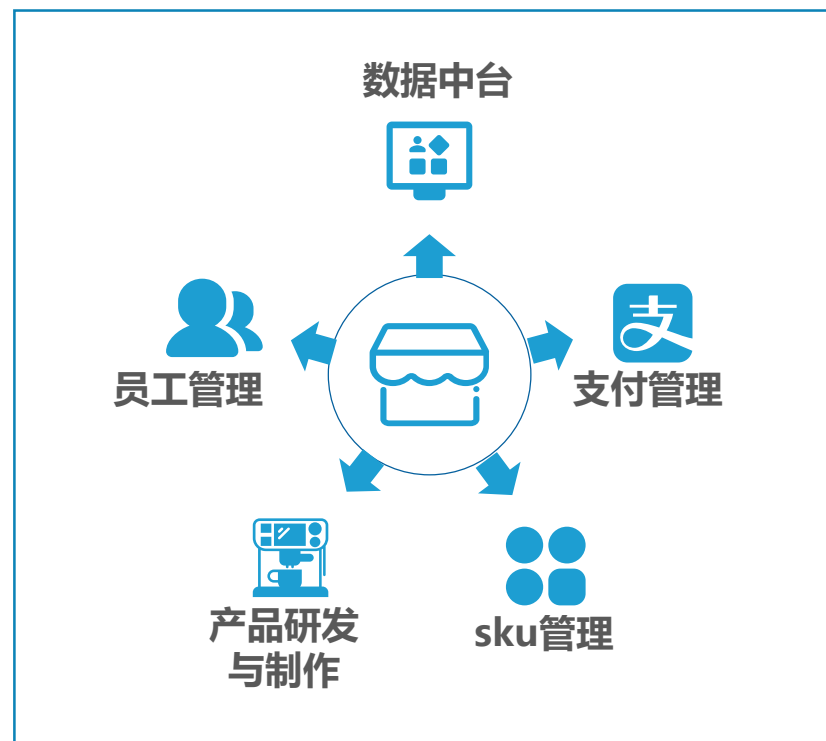 数据中台
支
员工管理
支付管理
产品研发
与制作
sku管理